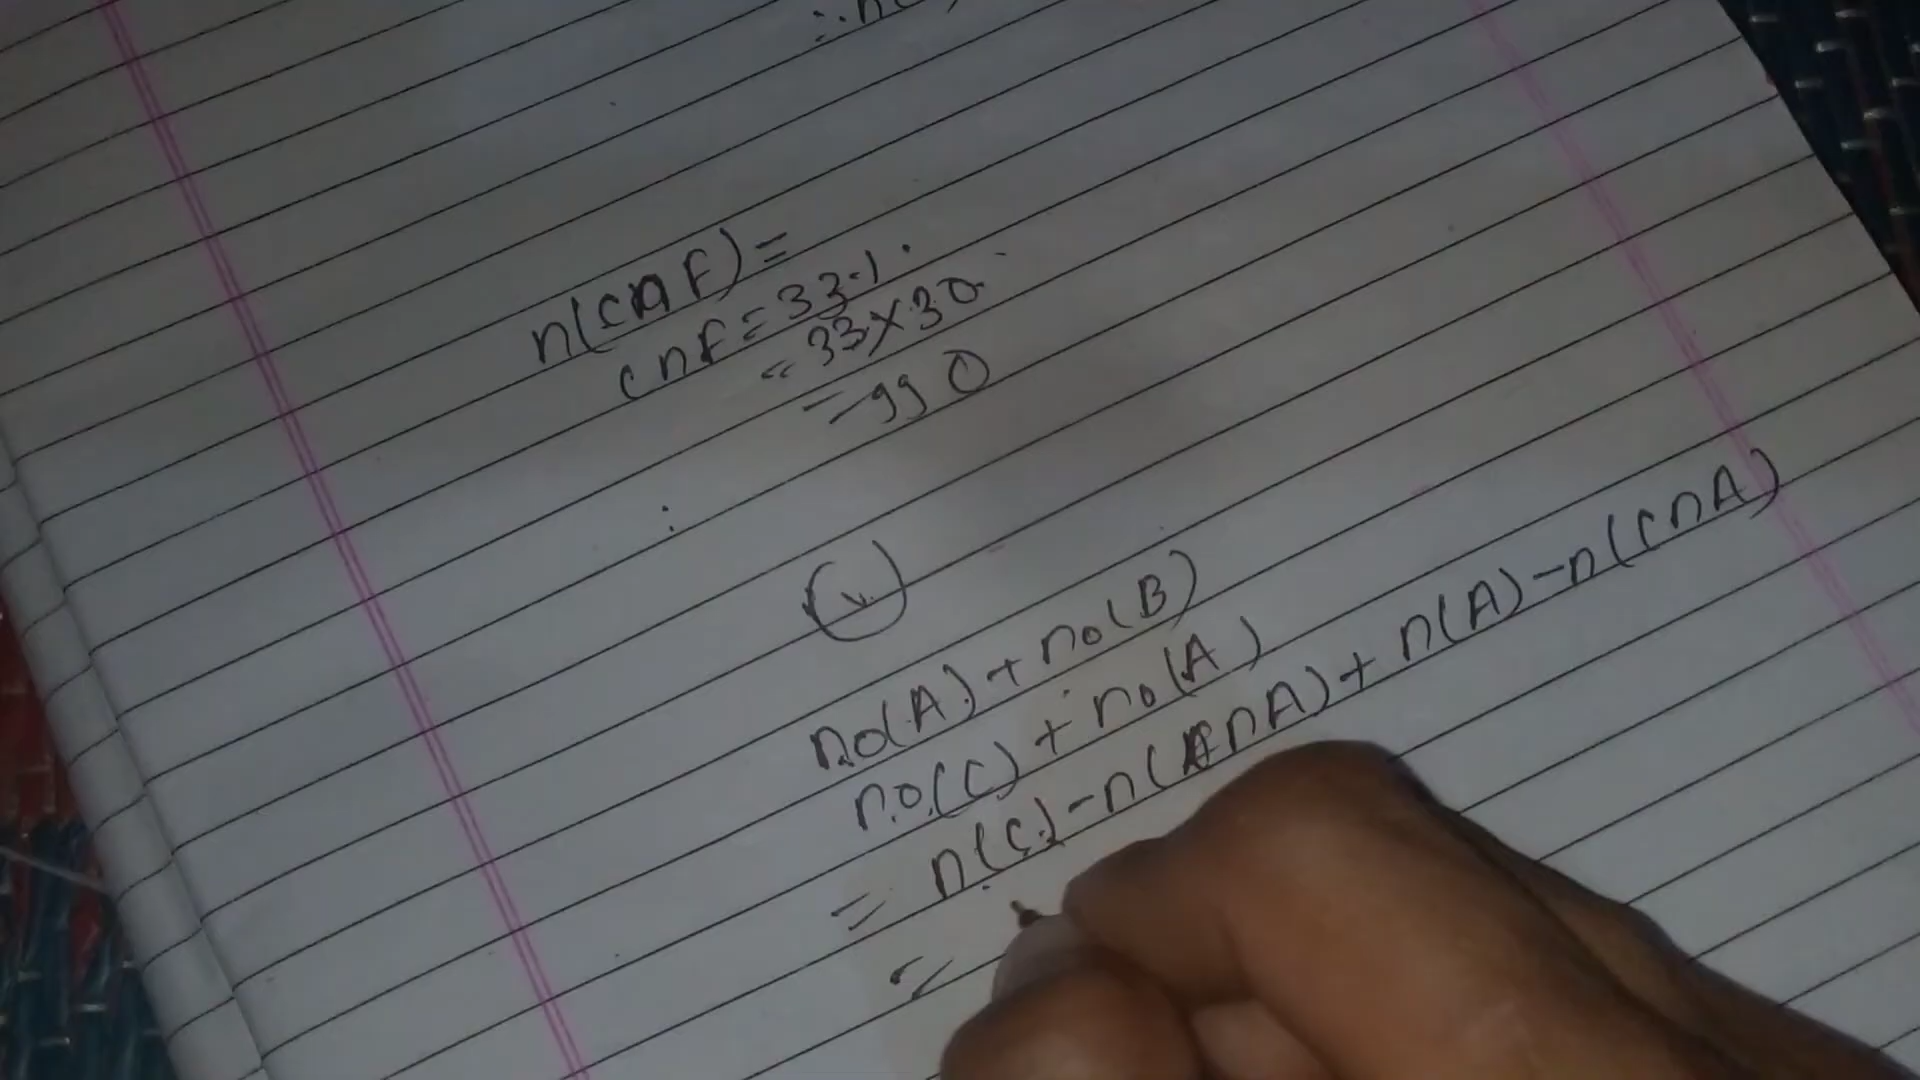 ∴ n(
n(C∩F) =
C∩F = 33.1.
= 33×30
= 990
(v)
no(A) + no(B)
no(C) + no(A)
= n(C) - n(A∩A) + n(A) - n(C∩A)
=